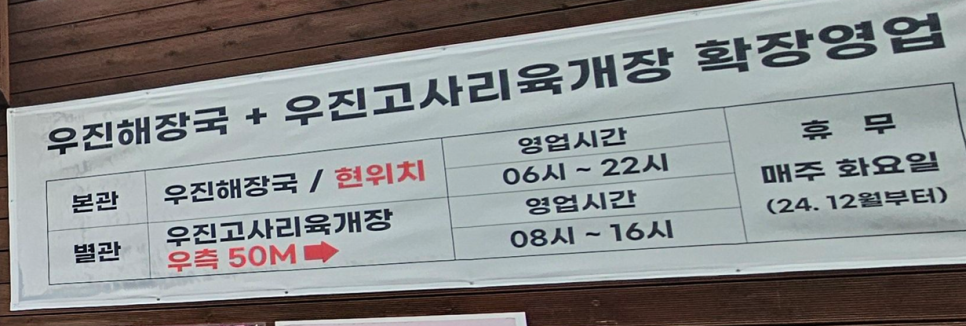 우진해장국 + 우진고사리육개장 확장영업
본관
우진해장국 / 현위치
영업시간
06시 ~ 22시
별관
우진고사리육개장
우측 50M ➡
영업시간
08시 ~ 16시
휴 무
매주 화요일
(24. 12월부터)